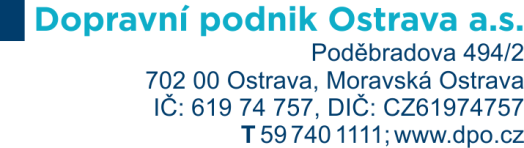 Dopravní podnik Ostrava a.s.
Poděbradova 494/2
702 00 Ostrava, Moravská Ostrava
IČ: 619 74 757, DIČ: CZ61974757
T 59 740 1111; www.dpo.cz